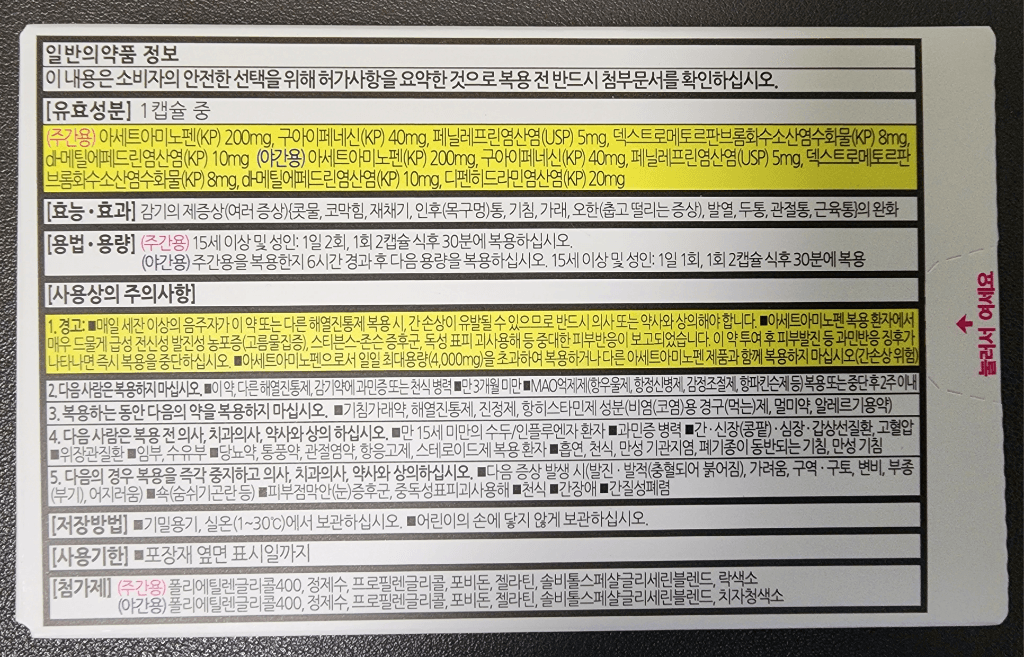 일반의약품 정보
이 내용은 소비자의 안전한 선택을 위해 허가사항을 요약한 것으로 복용 전 반드시 첨부문서를 확인하십시오.
[유효성분] 1캡슐 중
(주간용) 아세트아미노펜(KP) 200mg, 구아이페네신(KP) 40mg, 페닐레프린염산염(USP) 5mg, 덱스트로메토르판브롬화수소산염수화물(KP) 8mg,
dl-메틸에페드린염산염(KP) 10mg (야간용) 아세트아미노펜(KP) 200mg, 구아이페네신(KP) 40mg, 페닐레프린염산염(USP) 5mg, 덱스트로메토르판
브롬화수소산염수화물(KP) 8mg, dl-메틸에페드린염산염(KP) 10mg, 디펜히드라민염산염(KP) 20mg
[효능·효과] 감기의 제증상(여러 증상){콧물, 코막힘, 재채기, 인후(목구멍)통, 기침, 가래, 오한(춥고 떨리는 증상), 발열, 두통, 관절통, 근육통}의 완화
[용법·용량] (주간용) 15세 이상 및 성인: 1일 2회, 1회 2캡슐 식후 30분에 복용하십시오.
(야간용) 주간용을 복용한지 6시간 경과 후 다음 용량을 복용하십시오. 15세 이상 및 성인: 1일 1회, 1회 2캡슐 식후 30분에 복용
[사용상의 주의사항]
1. 경고: ■매일 세잔 이상의 음주자가 이 약 또는 다른 해열진통제 복용 시, 간 손상이 유발될 수 있으므로 반드시 의사 또는 약사와 상의해야 합니다. ■아세트아미노펜 복용 환자에서
매우 드물게 급성 전신성 발진성 농포증(고름물집증), 스티븐스-존슨 증후군, 독성 표피 괴사용해 등 중대한 피부반응이 보고되었습니다. 이 약 투여 후 피부발진 등 과민반응 징후가
나타나면 즉시 복용을 중단하십시오. ■아세트아미노펜으로서 일일 최대용량(4,000mg)을 초과하여 복용하거나 다른 아세트아미노펜 제품과 함께 복용하지 마십시오(간손상 위험)
2. 다음 사람은 복용하지 마십시오. ■이 약, 다른 해열진통제, 감기약에 과민증 또는 천식 병력 ■만 3개월 미만 ■MAO억제제(항우울제, 항정신병제, 감정조절제, 항파킨슨제 등) 복용 또는 중단 후 2주 이내
3. 복용하는 동안 다음의 약을 복용하지 마십시오. ■기침가래약, 해열진통제, 진정제, 항히스타민제 성분(비염(코염)용 경구(먹는)제, 멀미약, 알레르기용약)
4. 다음 사람은 복용 전 의사, 치과의사, 약사와 상의 하십시오. ■만 15세 미만의 수두/인플루엔자 환자 ■과민증 병력 ■간·신장(콩팥)·심장·갑상선질환, 고혈압
■위장관질환 ■임부, 수유부 ■당뇨약, 통풍약, 관절염약, 항응고제, 스테로이드제 복용 환자 ■흡연, 천식, 만성 기관지염, 폐기종이 동반되는 기침, 만성 기침
5. 다음의 경우 복용을 즉각 중지하고 의사, 치과의사, 약사와 상의하십시오. ■다음 증상 발생 시(발진·발적(충혈되어 붉어짐), 가려움, 구역·구토, 변비, 부종
(부기), 어지러움) ■쇽(숨쉬기곤란 등) ■피부점막안(눈)증후군, 중독성표피괴사용해 ■천식 ■간장애 ■간질성폐렴
[저장방법] ■기밀용기, 실온(1~30℃)에서 보관하십시오. ■어린이의 손에 닿지 않게 보관하십시오.
[사용기한] ■포장재 옆면 표시일까지
[첨가제] (주간용) 폴리에틸렌글리콜400, 정제수, 프로필렌글리콜, 포비돈, 젤라틴, 솔비톨스페살글리세린블렌드, 락색소
(야간용) 폴리에틸렌글리콜400, 정제수, 프로필렌글리콜, 포비돈, 젤라틴, 솔비톨스페살글리세린블렌드, 치자청색소
눌러서 여세요